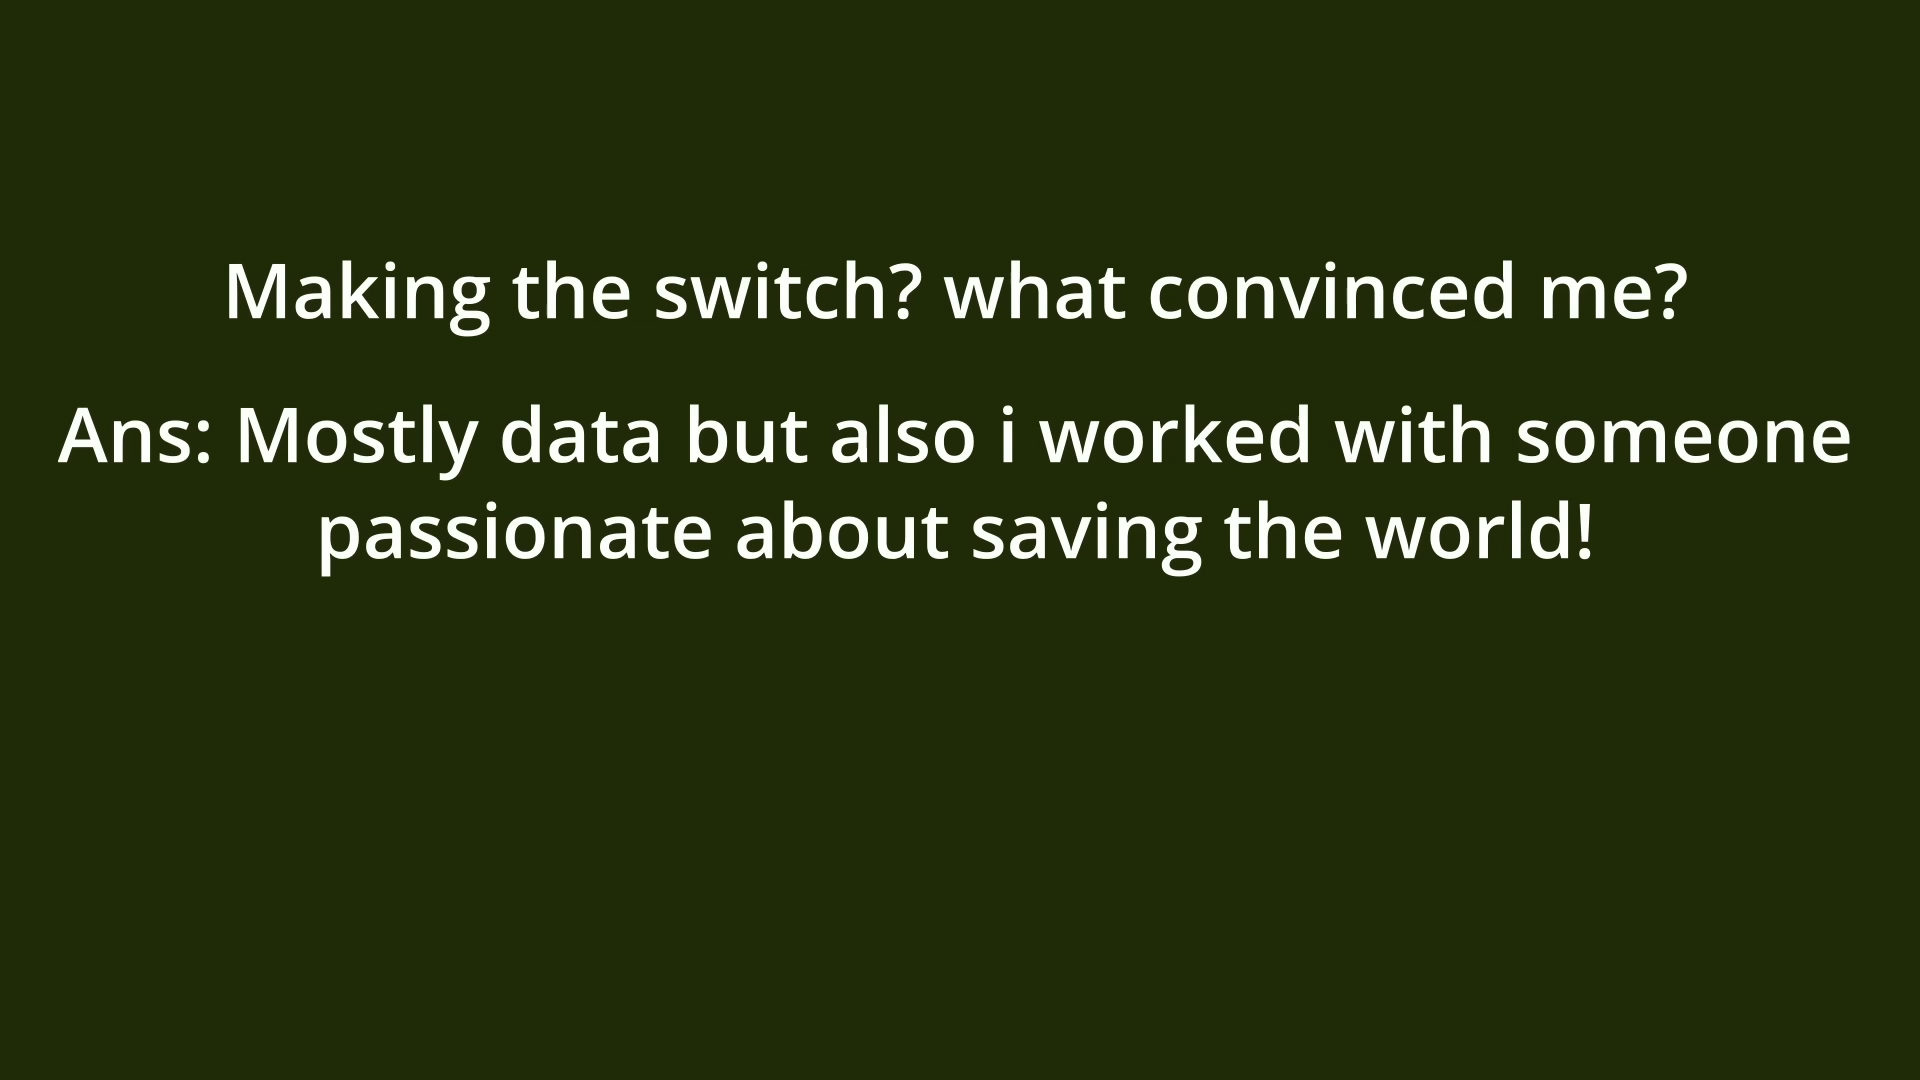 Making the switch? what convinced me?
Ans: Mostly data but also i worked with someone
passionate about saving the world!